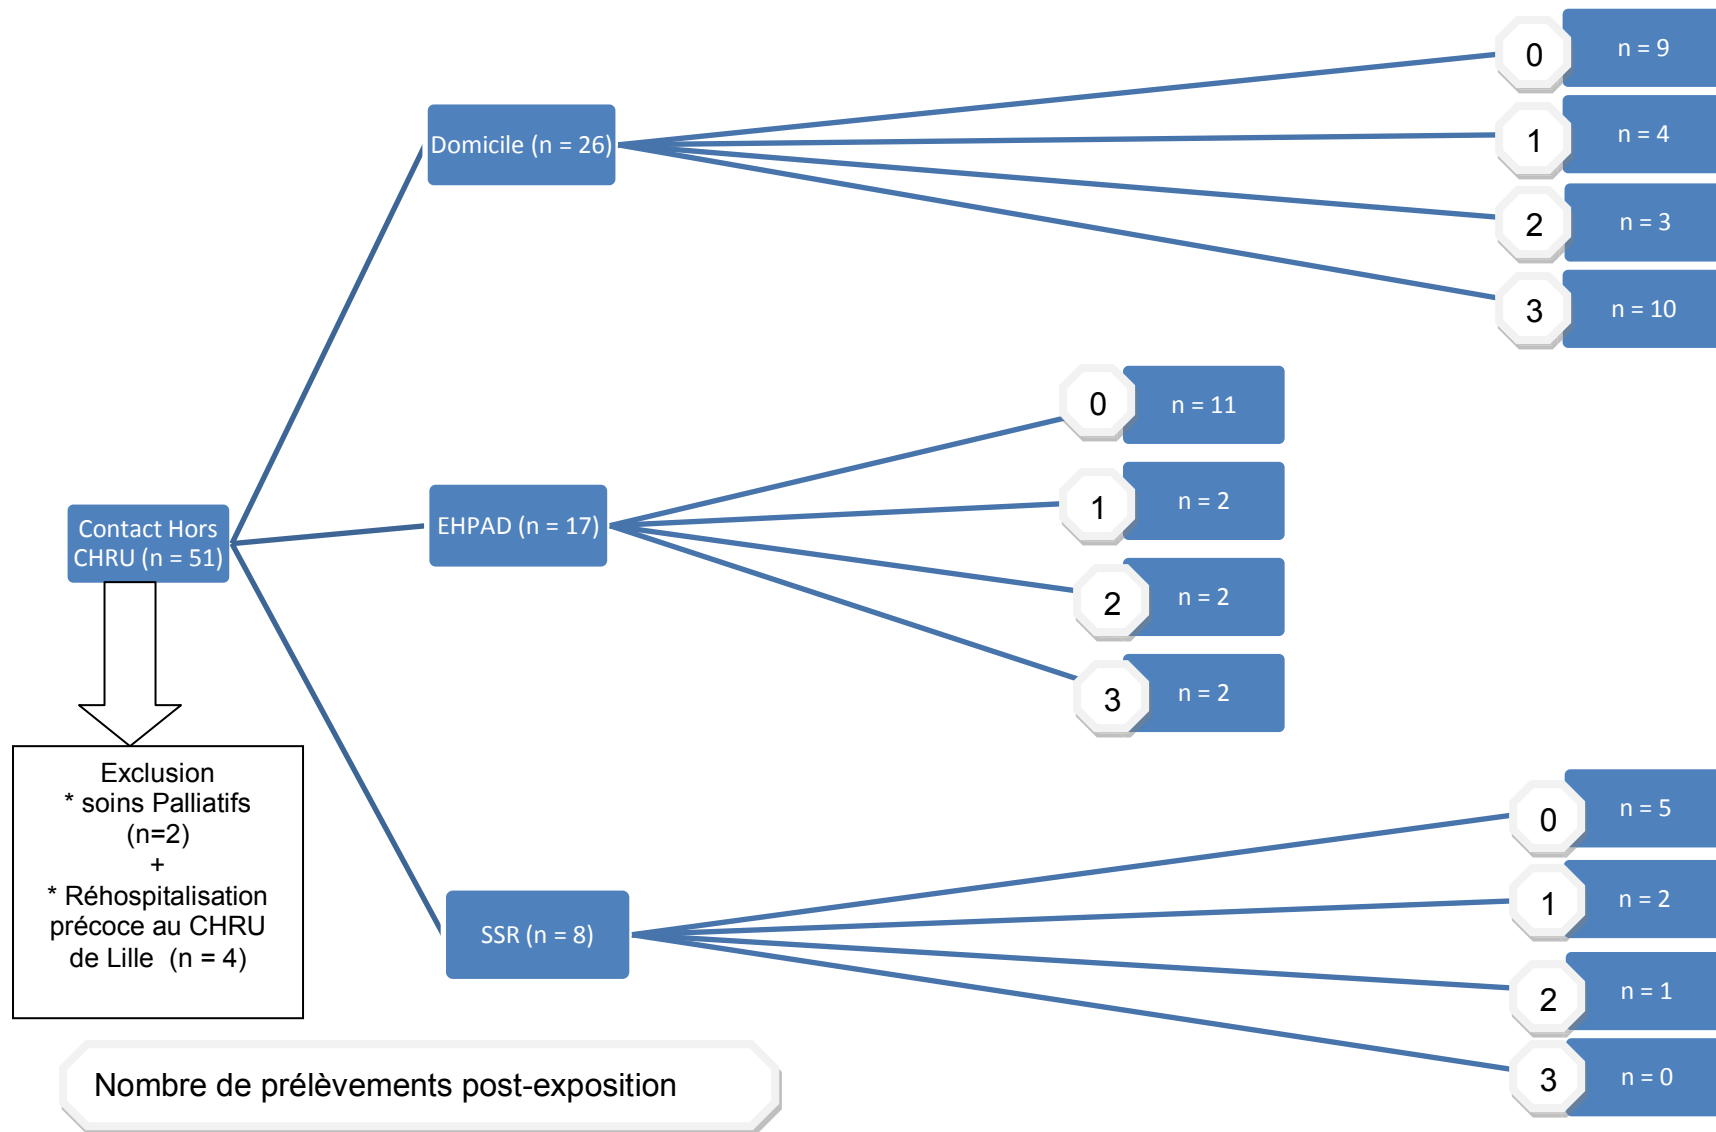 0
n = 9
Domicile (n = 26)
1
n = 4
2
n = 3
3
n = 10
0
n = 11
1
n = 2
EHPAD (n = 17)
Contact Hors
CHRU (n = 51)
2
n = 2
3
n = 2
Exclusion
* soins Palliatifs
(n=2)
+
* Réhospitalisation
précoce au CHRU
de Lille (n = 4)
0
n = 5
1
n = 2
SSR (n = 8)
2
n = 1
3
n = 0
Nombre de prélèvements post-exposition